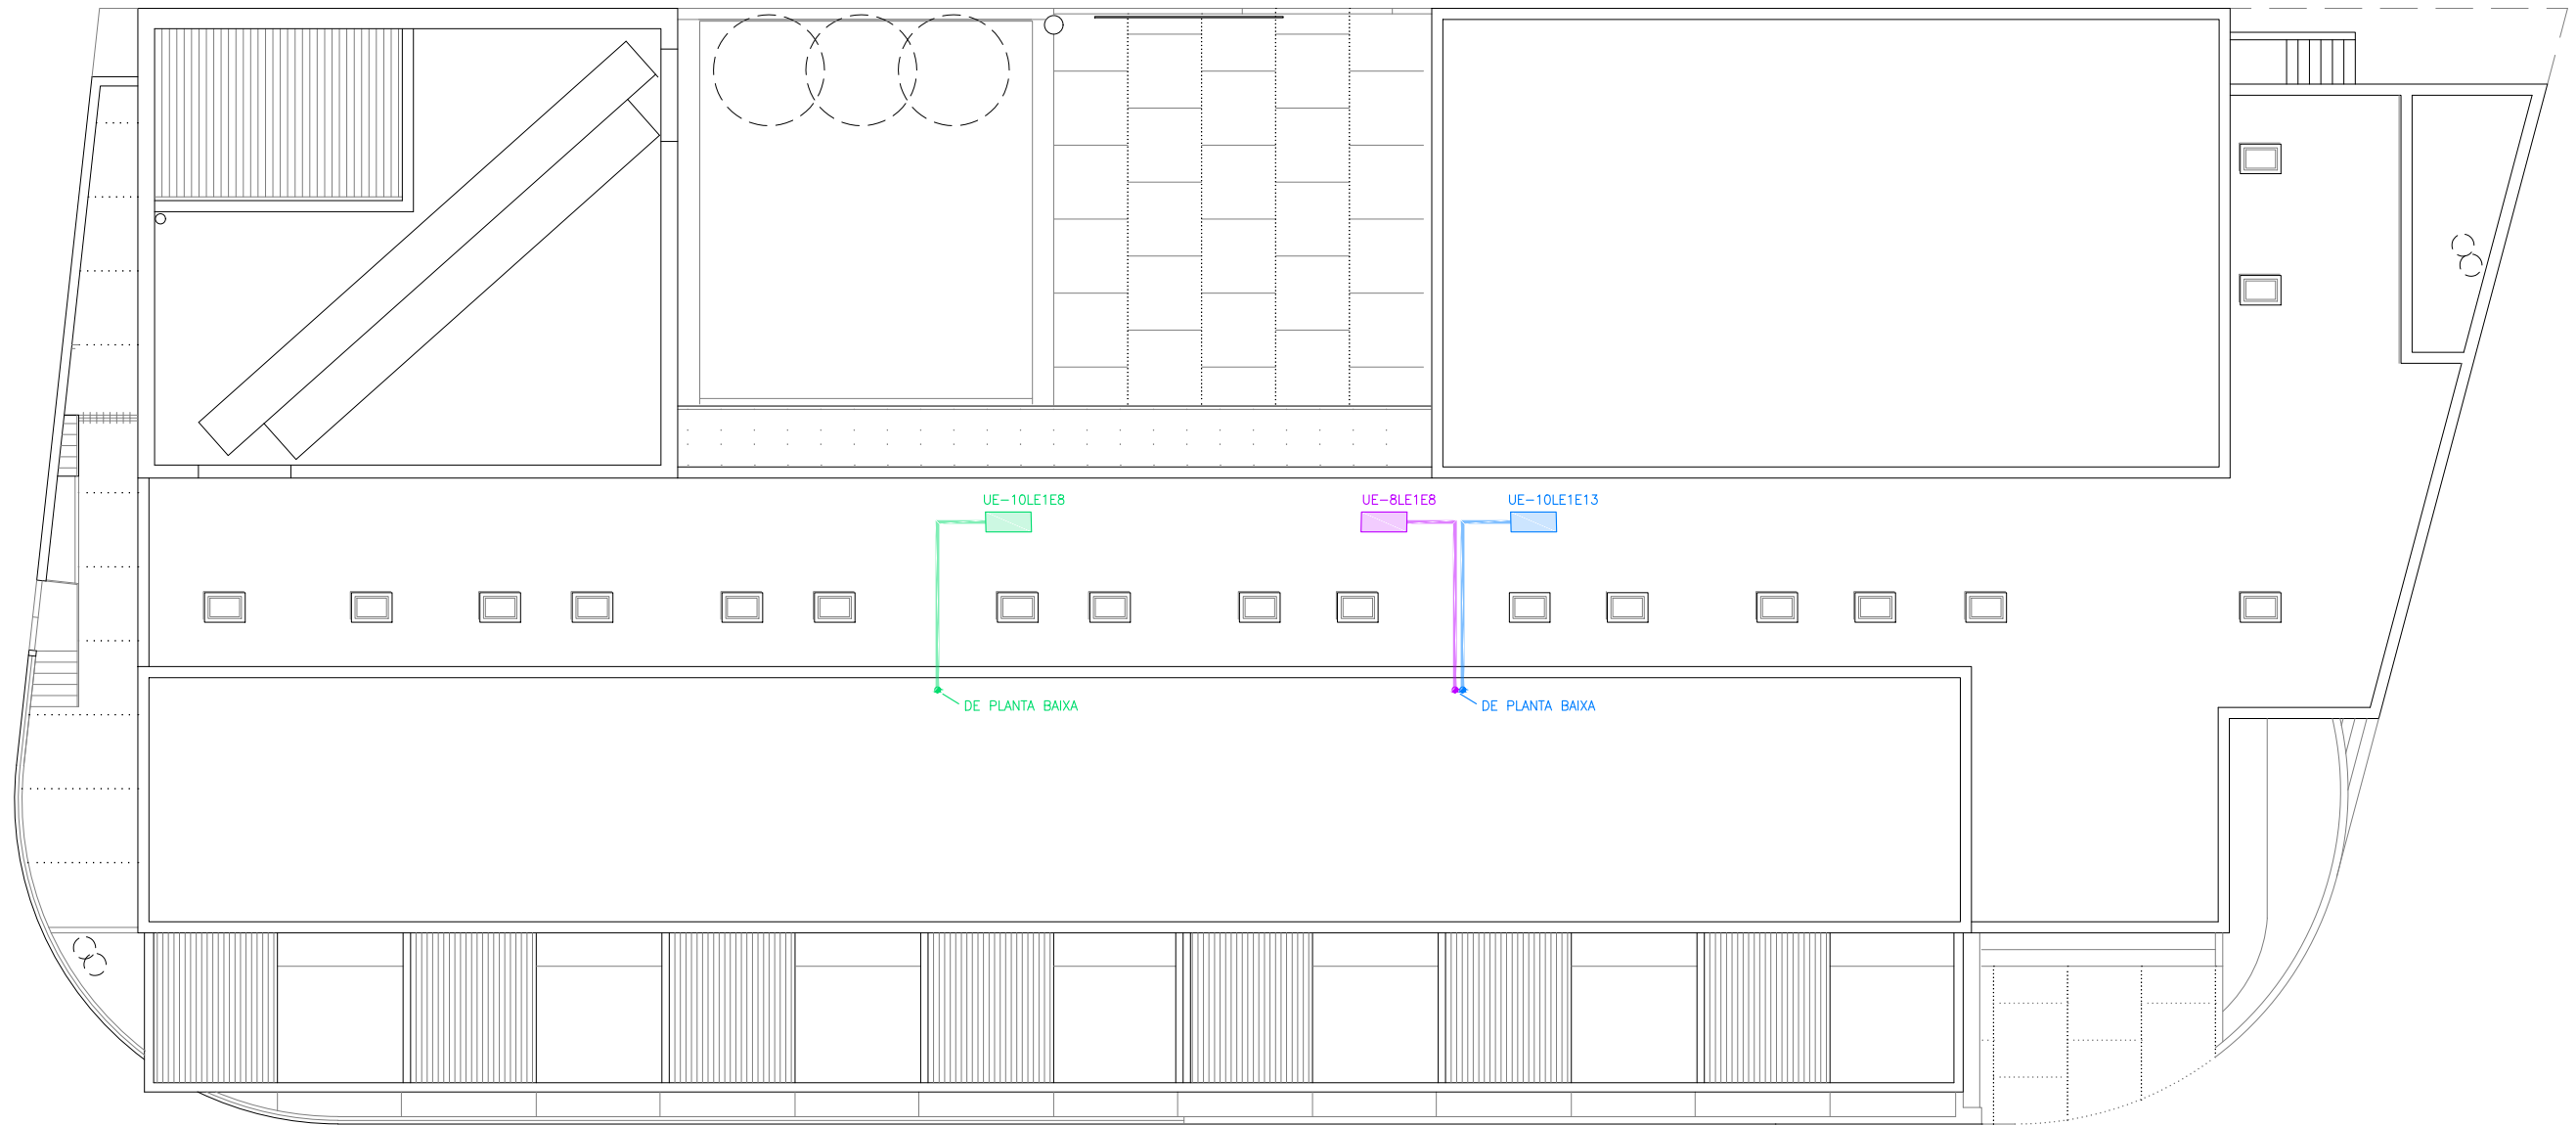 UE-10LE1E8
UE-8LE1E8
UE-10LE1E13
DE PLANTA BAIXA
DE PLANTA BAIXA